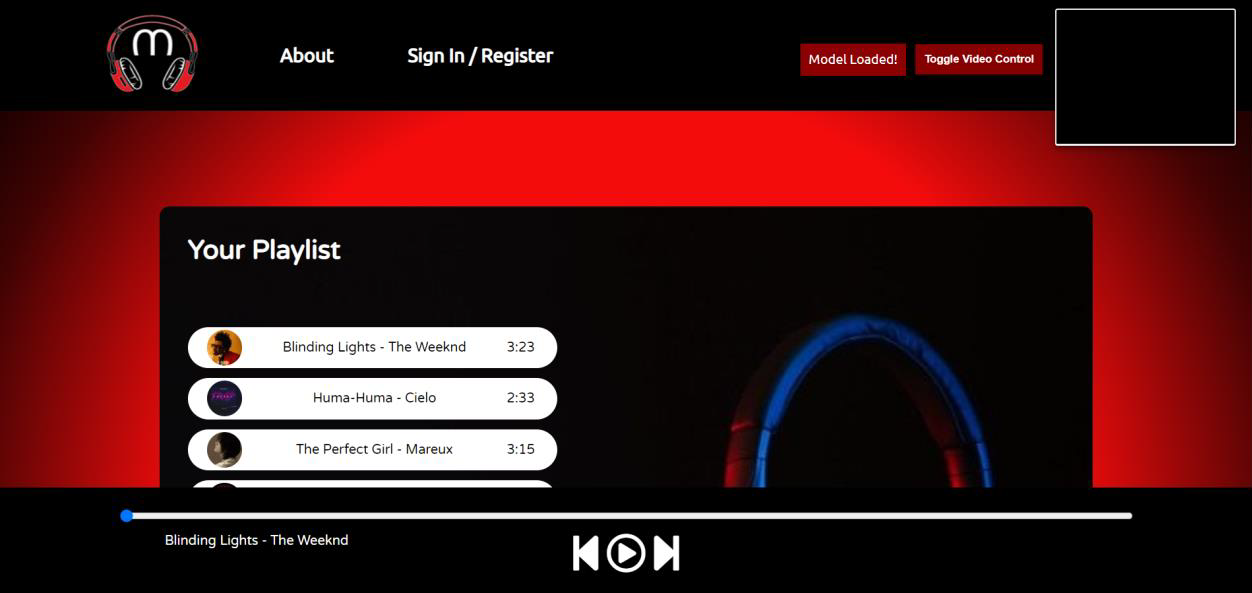 m
About
Sign In / Register
Model Loaded!
Toggle Video Control
Your Playlist
Blinding Lights - The Weeknd 3:23
Huma-Huma - Cielo 2:33
The Perfect Girl - Mareux 3:15
Blinding Lights - The Weeknd